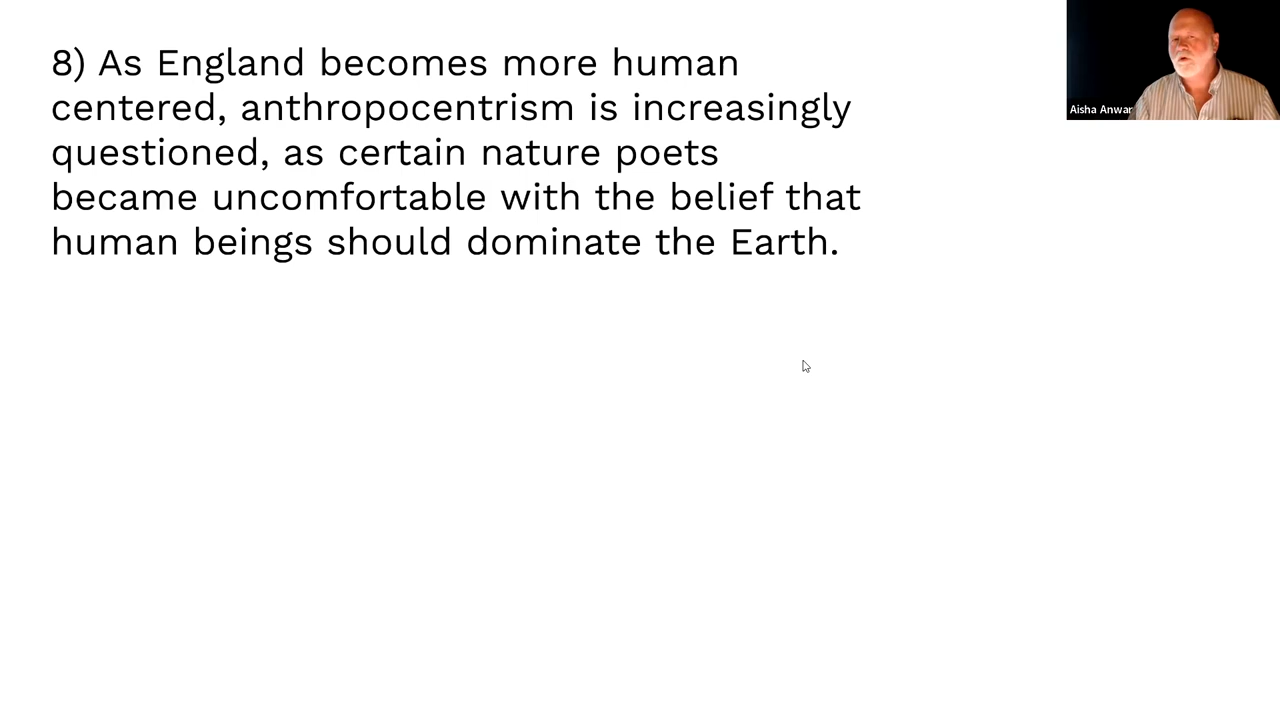 8) As England becomes more human
centered, anthropocentrism is increasingly
questioned, as certain nature poets
became uncomfortable with the belief that
human beings should dominate the Earth.
Aisha Anwar